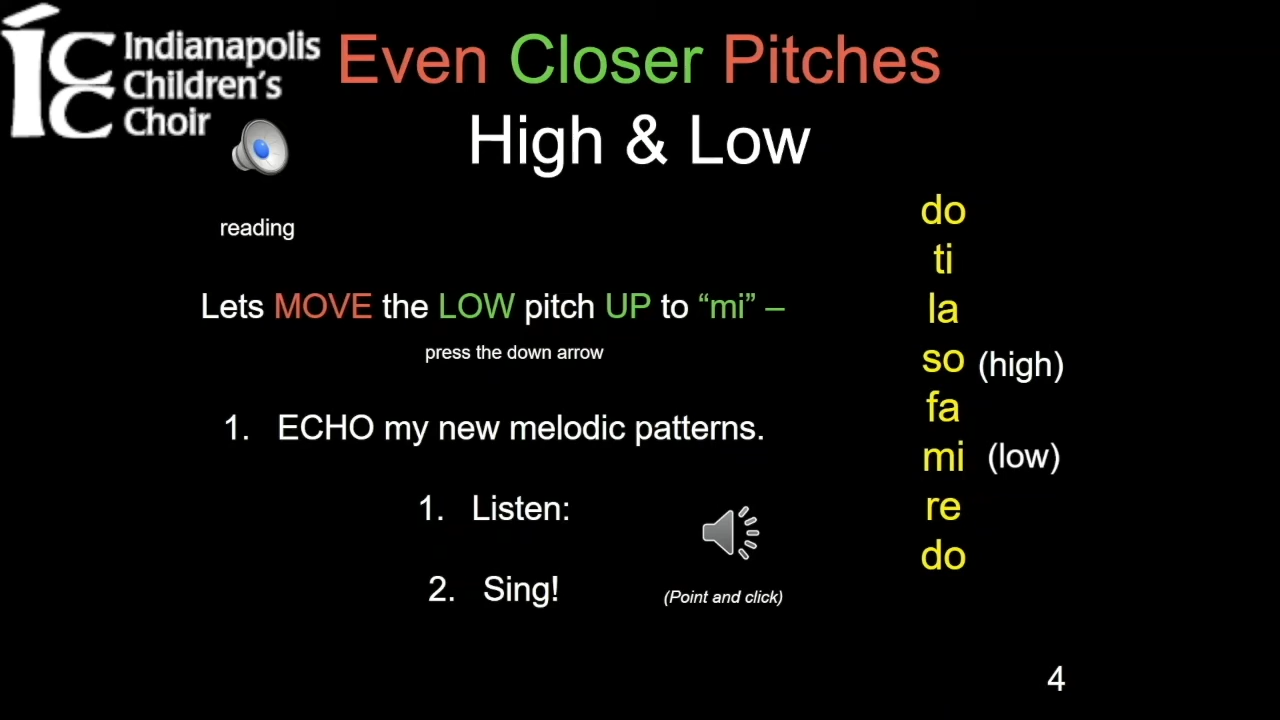 Indianapolis
Children's
Choir
Even Closer Pitches
High & Low
reading
Lets MOVE the LOW pitch UP to “mi” –
press the down arrow
1. ECHO my new melodic patterns.
1. Listen:
2. Sing!
(Point and click)
do
ti
la
so (high)
fa
mi (low)
re
do
4